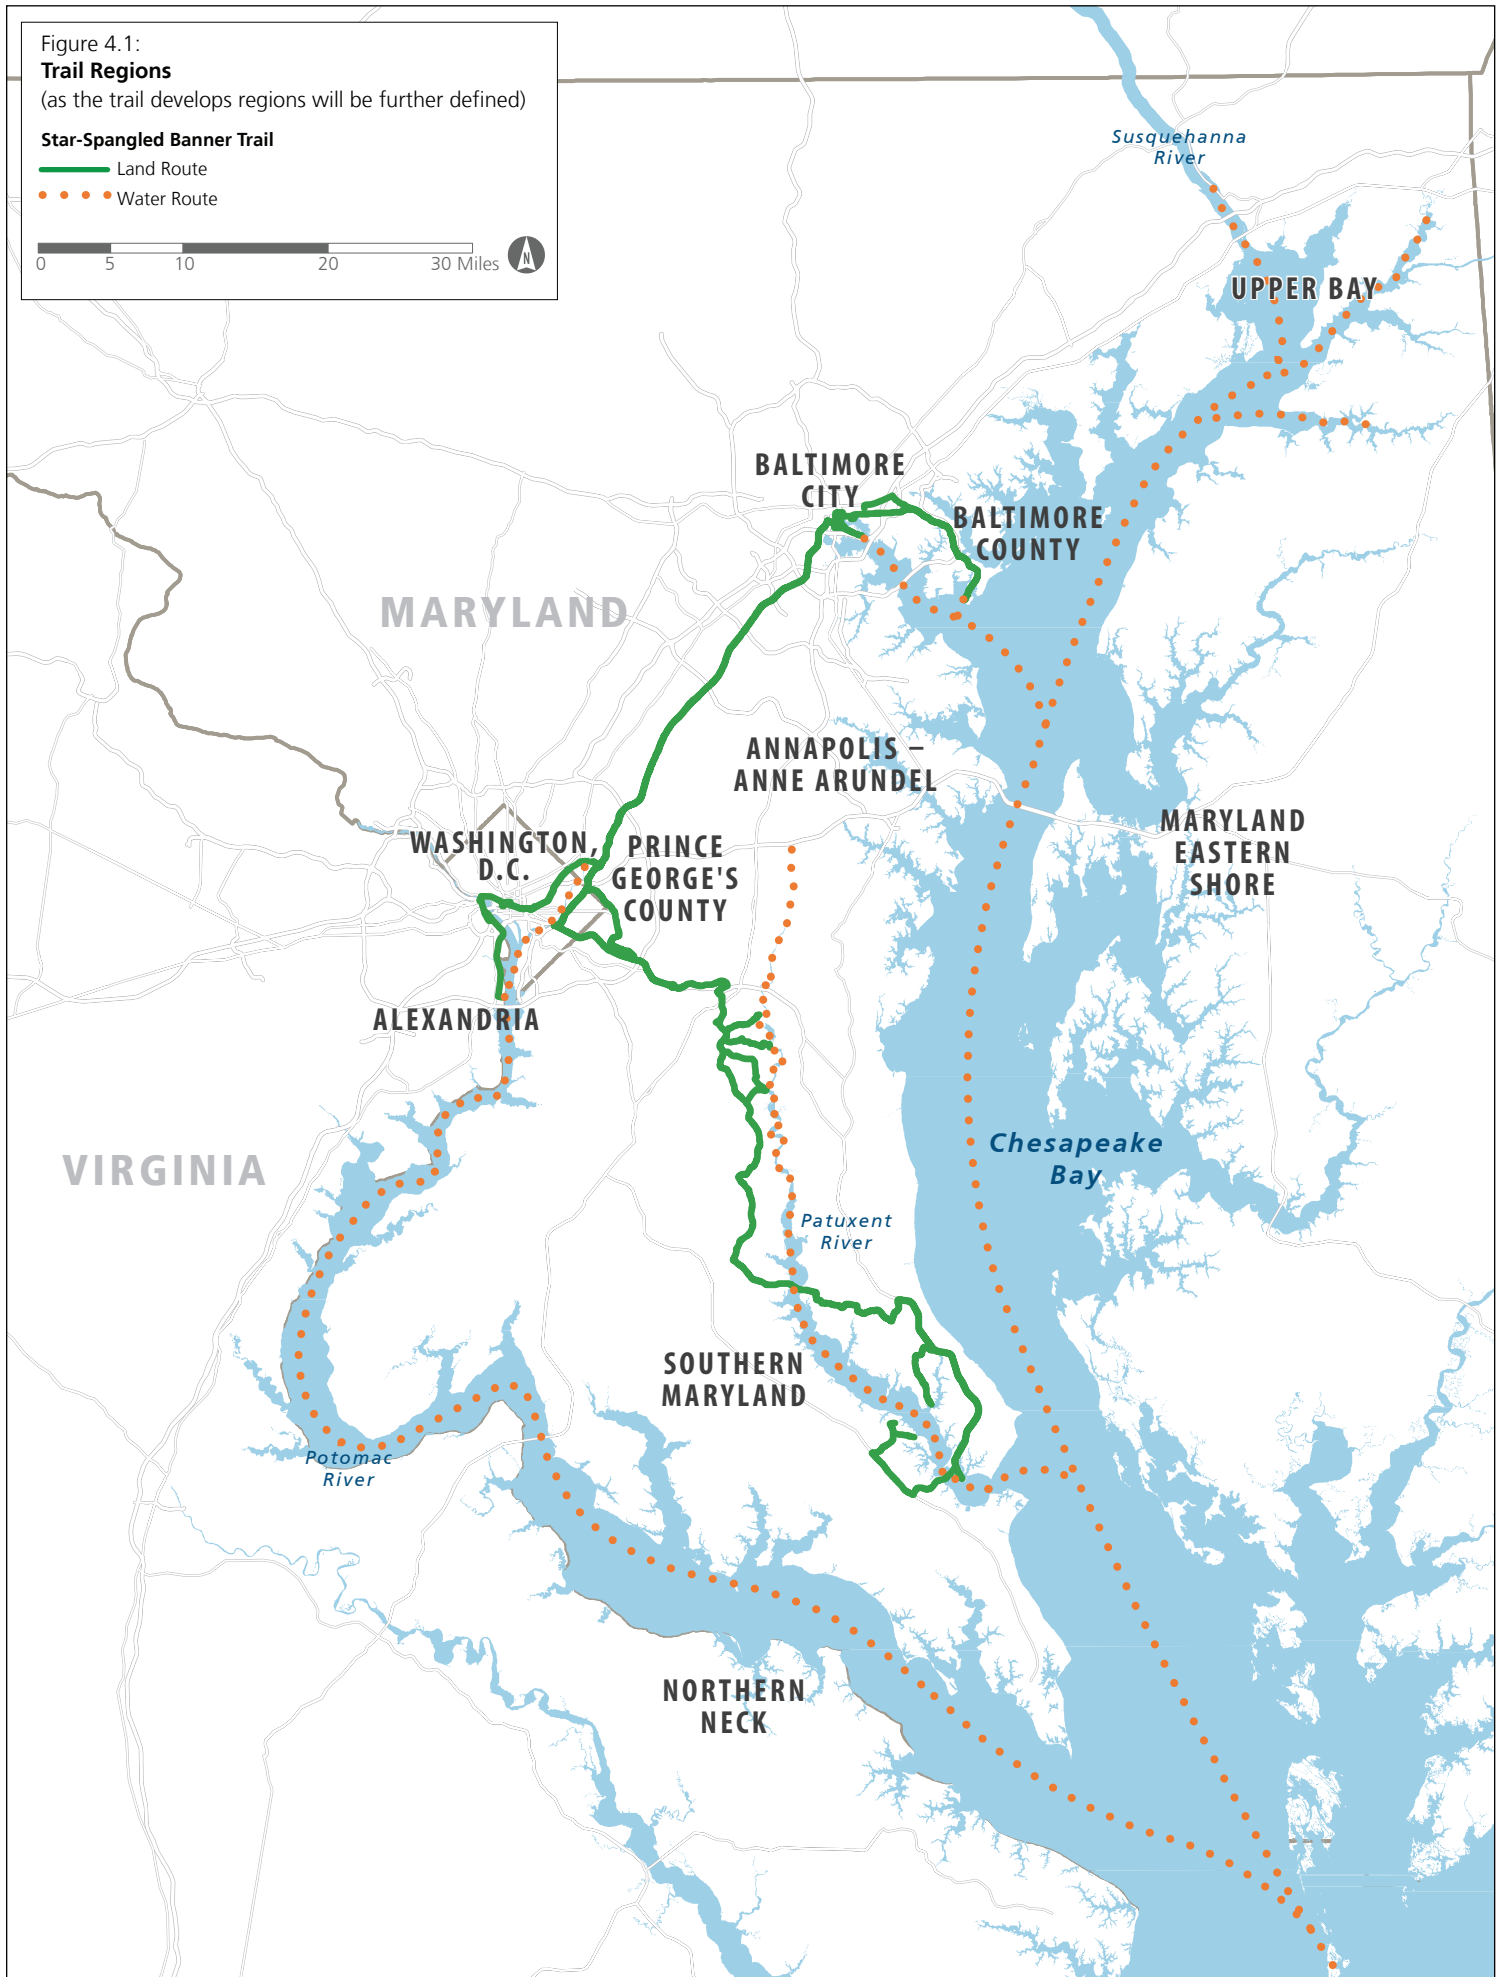 Figure 4.1:
Trail Regions
(as the trail develops regions will be further defined)
Star-Spangled Banner Trail
Land Route
Water Route
0 5 10 20 30 Miles
N
Susquehanna
River
UPPER BAY
BALTIMORE
CITY
BALTIMORE
COUNTY
MARYLAND
ANNAPOLIS –
ANNE ARUNDEL
MARYLAND
EASTERN
SHORE
WASHINGTON,
D.C.
PRINCE
GEORGE'S
COUNTY
ALEXANDRIA
Chesapeake
Bay
VIRGINIA
Patuxent
River
SOUTHERN
MARYLAND
Potomac
River
NORTHERN
NECK